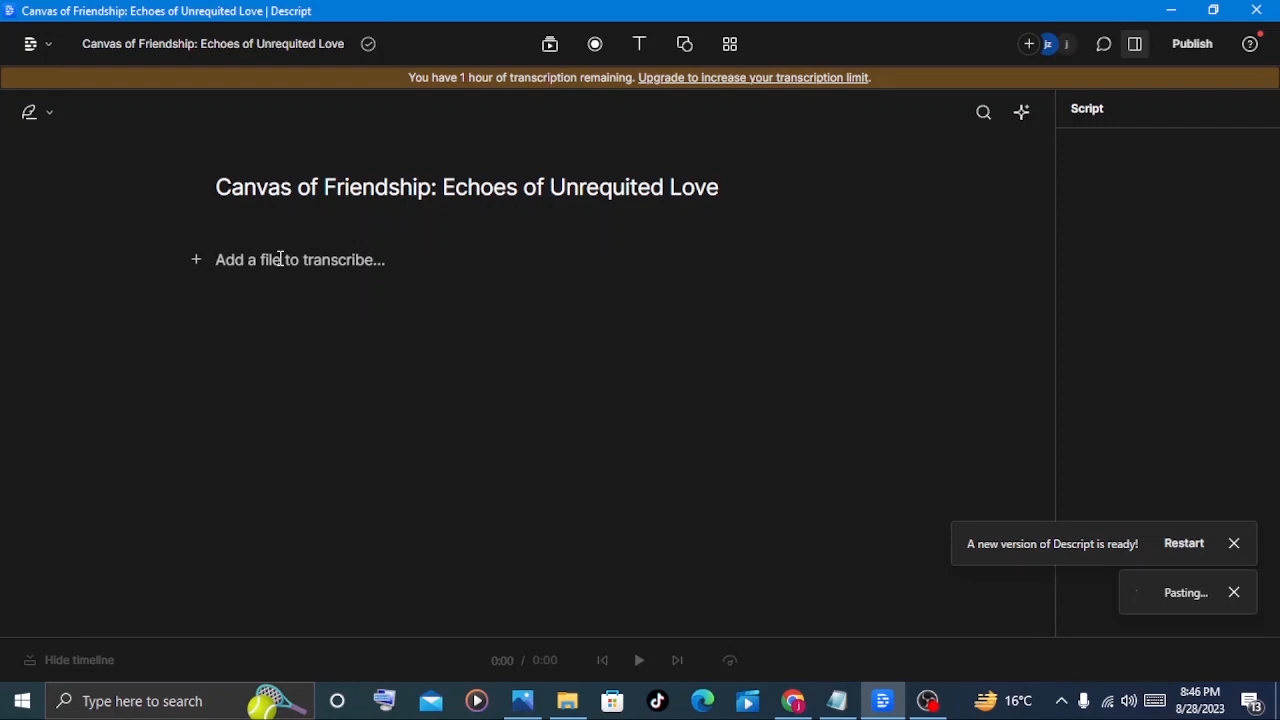 Canvas of Friendship: Echoes of Unrequited Love | Descript
Canvas of Friendship: Echoes of Unrequited Love
T
jz
j
Publish
You have 1 hour of transcription remaining. Upgrade to increase your transcription limit.
Script
Canvas of Friendship: Echoes of Unrequited Love
+ Add a file to transcribe...
A new version of Descript is ready! Restart
Pasting...
Hide timeline
0:00 / 0:00
Type here to search
16°C
8:46 PM
8/28/2023
13